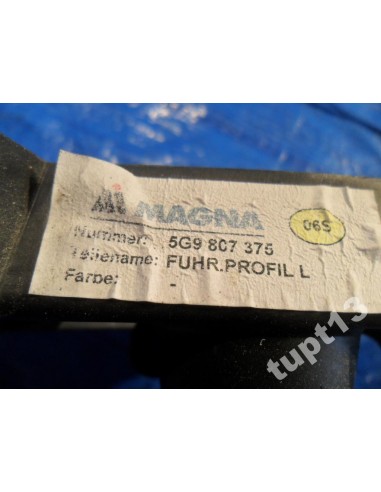 MAGNA
06S
Nummer: 5G9 807 375
Teilename: FUHR.PROFIL L
Farbe: -
tupt13